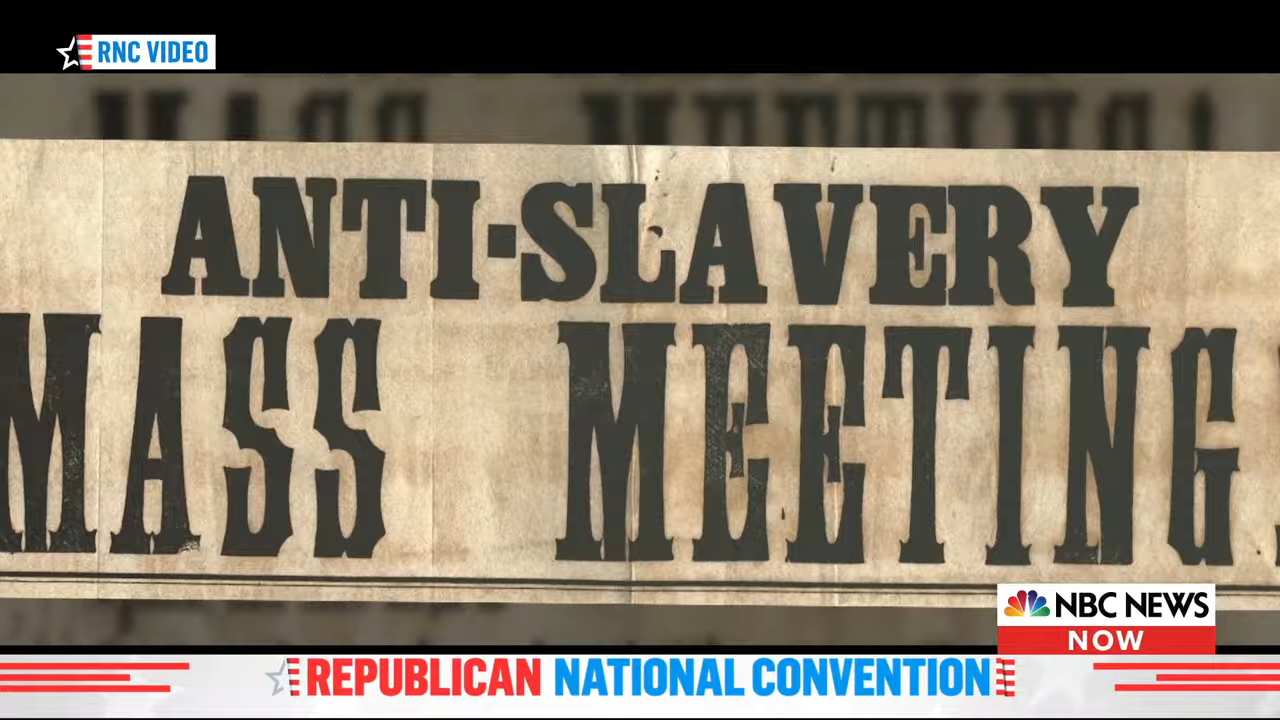 RNC VIDEO
ANTI-SLAVERY
MASS MEETING
NBC NEWS
NOW
REPUBLICAN NATIONAL CONVENTION